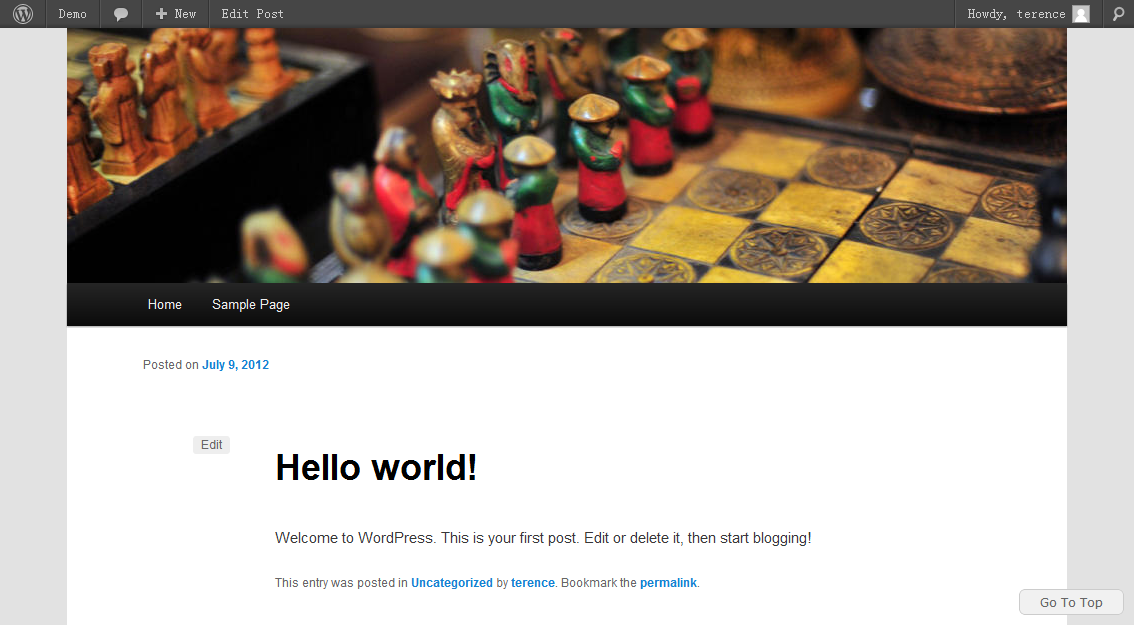 Demo + New Edit Post Howdy, terence
Home Sample Page
Posted on July 9, 2012
Edit
Hello world!
Welcome to WordPress. This is your first post. Edit or delete it, then start blogging!
This entry was posted in Uncategorized by terence. Bookmark the permalink.
Go To Top